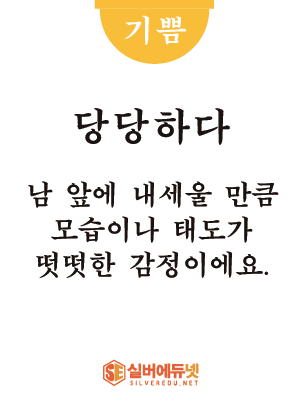 기쁨
당당하다
남 앞에 내세울 만큼
모습이나 태도가
떳떳한 감정이에요.
SE 실버에듀넷
SILVEREDU.NET